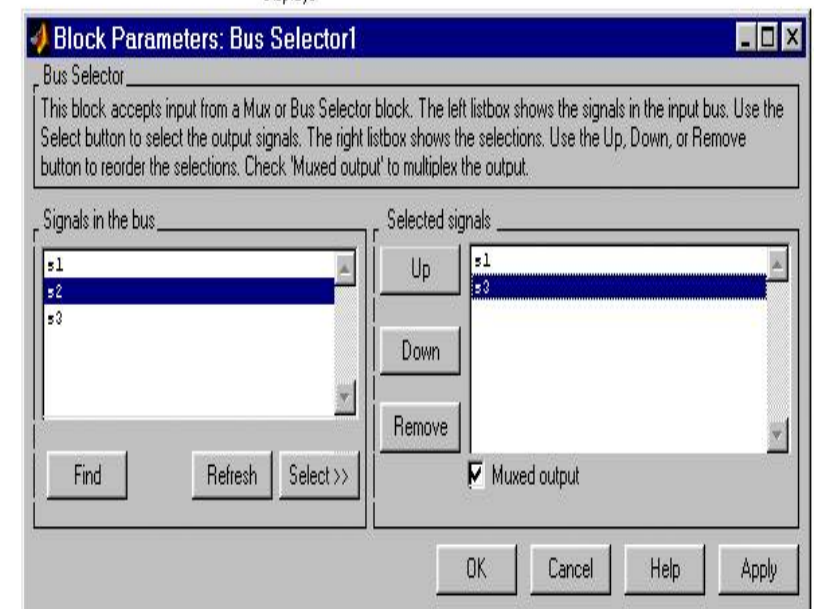 Block Parameters: Bus Selector1
Bus Selector
This block accepts input from a Mux or Bus Selector block. The left listbox shows the signals in the input bus. Use the
Select button to select the output signals. The right listbox shows the selections. Use the Up, Down, or Remove
button to reorder the selections. Check 'Muxed output' to multiplex the output.
Signals in the bus
s1
s2
s3
Find
Refresh
Select >>
Selected signals
Up
Down
Remove
s1
s3
Muxed output
OK
Cancel
Help
Apply